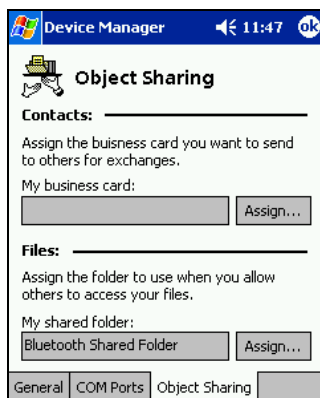 Device Manager 11:47 ok
Object Sharing
Contacts:
Assign the buisness card you want to send
to others for exchanges.
My business card:
Assign...
Files:
Assign the folder to use when you allow
others to access your files.
My shared folder:
Bluetooth Shared Folder Assign...
General COM Ports Object Sharing